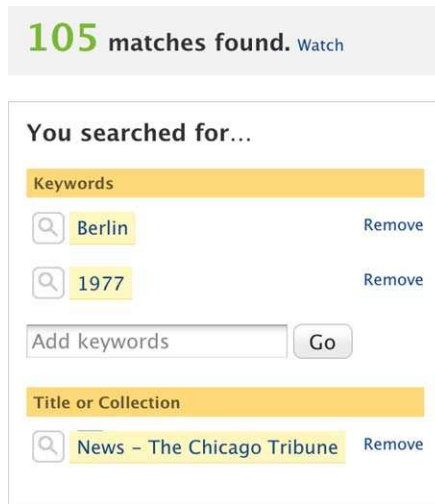 105 matches found. Watch
You searched for...
Keywords
Berlin Remove
1977 Remove
Add keywords Go
Title or Collection
News – The Chicago Tribune Remove